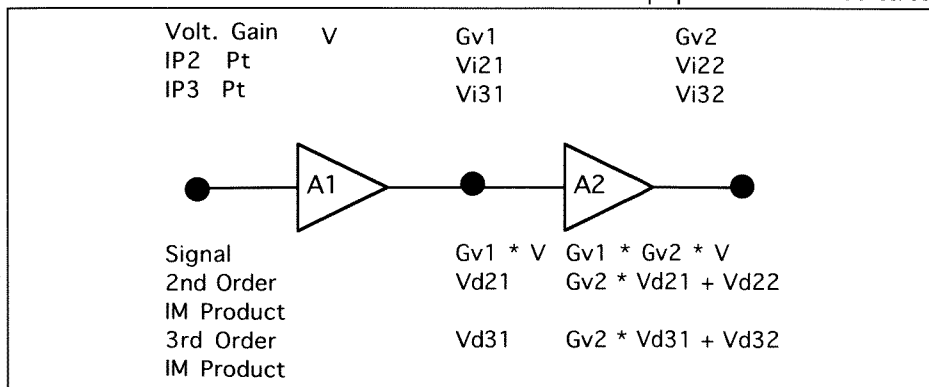 Volt. Gain V Gv1 Gv2
IP2 Pt Vi21 Vi22
IP3 Pt Vi31 Vi32
A1 A2
Signal Gv1 * V Gv1 * Gv2 * V
2nd Order Vd21 Gv2 * Vd21 + Vd22
IM Product
3rd Order Vd31 Gv2 * Vd31 + Vd32
IM Product